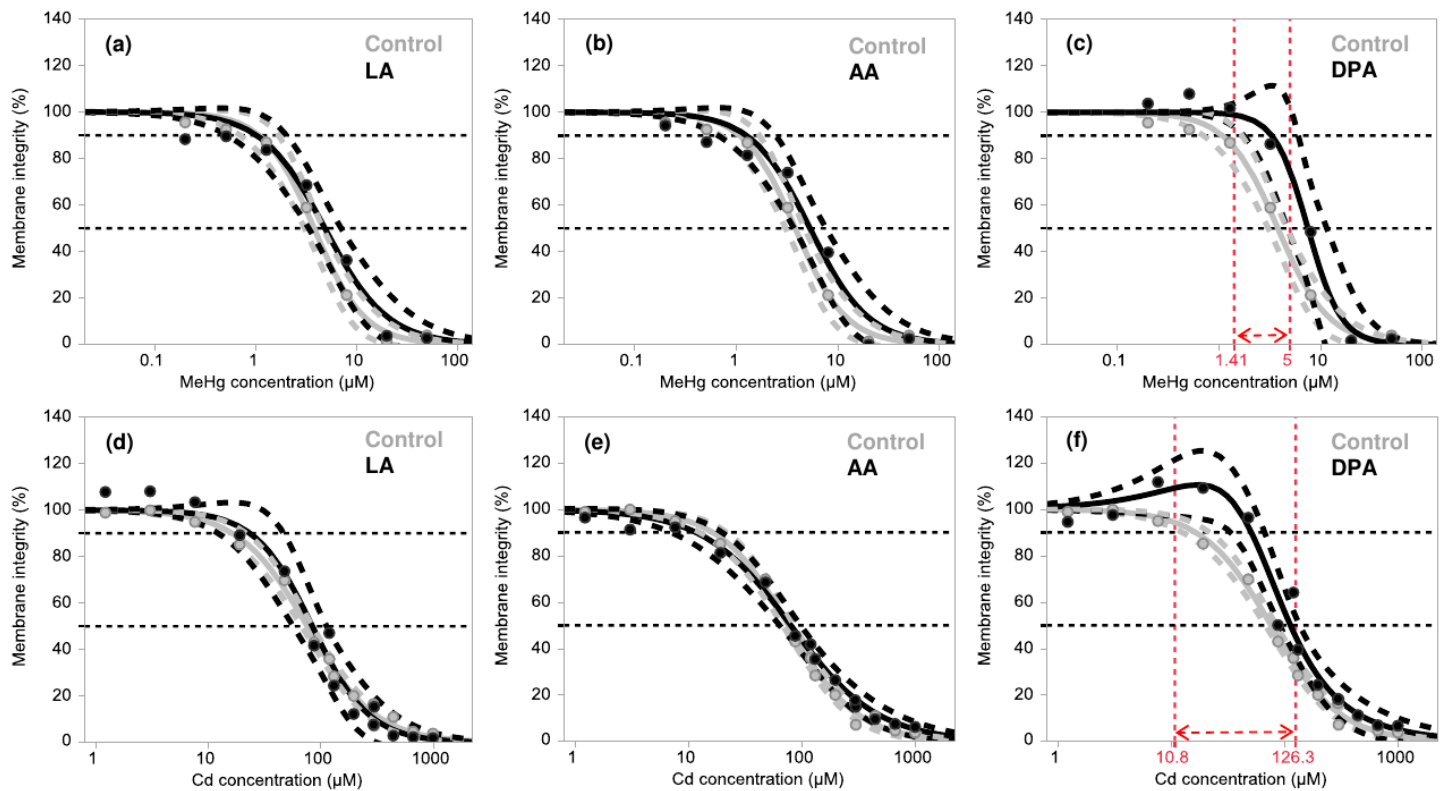 (a)
Control
LA
Membrane integrity (%)
140
120
100
80
60
40
20
0
0.1
1
10
100
MeHg concentration (µM)
(b)
Control
AA
Membrane integrity (%)
140
120
100
80
60
40
20
0
0.1
1
10
100
MeHg concentration (µM)
(c)
Control
DPA
Membrane integrity (%)
140
120
100
80
60
40
20
0
0.1
1.41
5
10
100
MeHg concentration (µM)
(d)
Control
LA
Membrane integrity (%)
140
120
100
80
60
40
20
0
1
10
100
1000
Cd concentration (µM)
(e)
Control
AA
Membrane integrity (%)
140
120
100
80
60
40
20
0
1
10
100
1000
Cd concentration (µM)
(f)
Control
DPA
Membrane integrity (%)
140
120
100
80
60
40
20
0
1
10.8
126.3
1000
Cd concentration (µM)